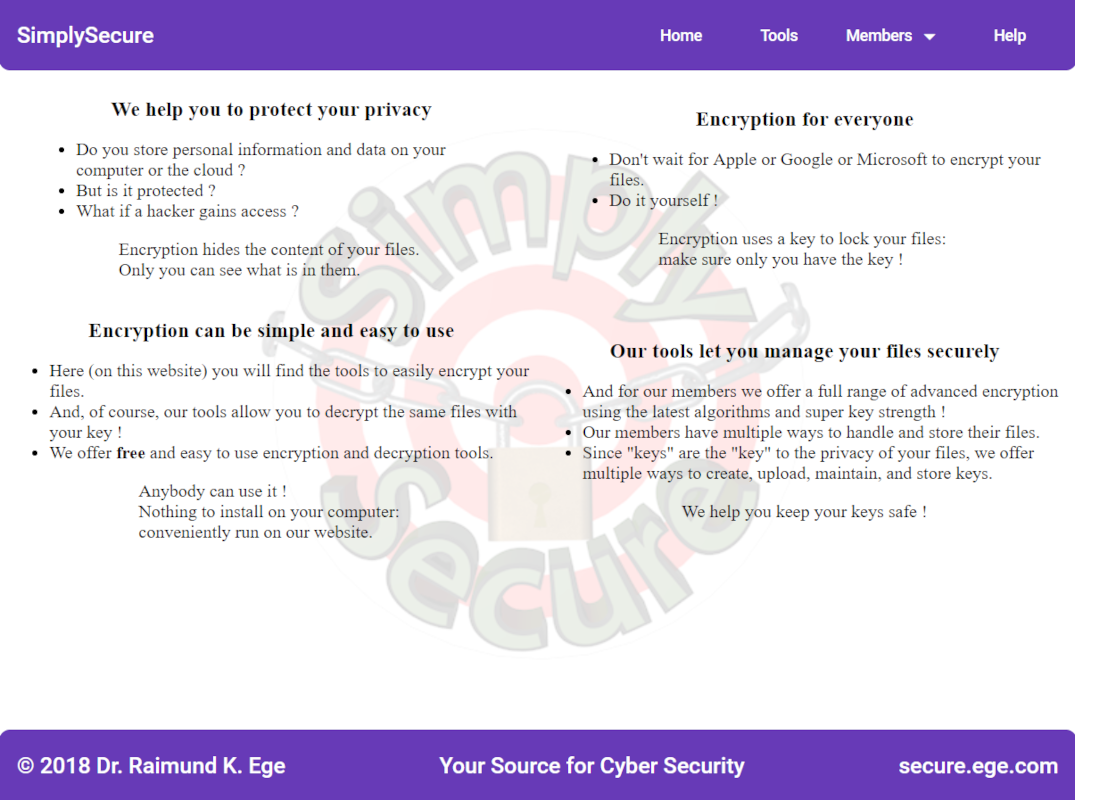 SimplySecure
Home Tools Members Help
We help you to protect your privacy
Do you store personal information and data on your
computer or the cloud ?
But is it protected ?
What if a hacker gains access ?
Encryption hides the content of your files.
Only you can see what is in them.
Encryption for everyone
Don't wait for Apple or Google or Microsoft to encrypt your
files.
Do it yourself !
Encryption uses a key to lock your files:
make sure only you have the key !
Encryption can be simple and easy to use
Here (on this website) you will find the tools to easily encrypt your
files.
And, of course, our tools allow you to decrypt the same files with
your key !
We offer free and easy to use encryption and decryption tools.
Anybody can use it !
Nothing to install on your computer:
conveniently run on our website.
Our tools let you manage your files securely
And for our members we offer a full range of advanced encryption
using the latest algorithms and super key strength !
Our members have multiple ways to handle and store their files.
Since "keys" are the "key" to the privacy of your files, we offer
multiple ways to create, upload, maintain, and store keys.
We help you keep your keys safe !
Simply
Secure
© 2018 Dr. Raimund K. Ege
Your Source for Cyber Security
secure.ege.com